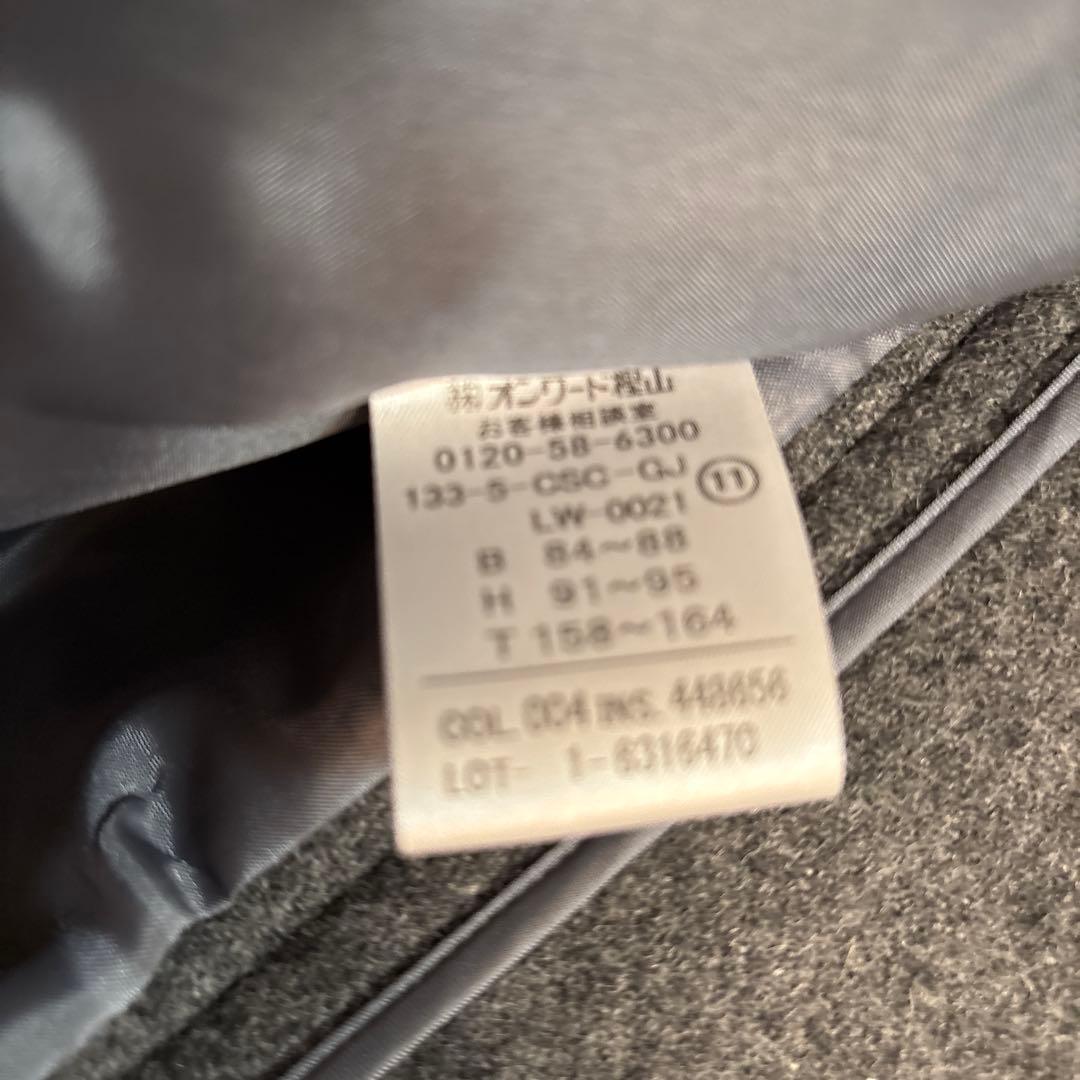 ㈱オンワード樫山
お客様相談室
0120-58-6300
133-5-CSC-GJ ⑪
LW-0021
B 84～88
H 91～95
T 158～164
COL.004 INS.448656
LOT- 1-6316470